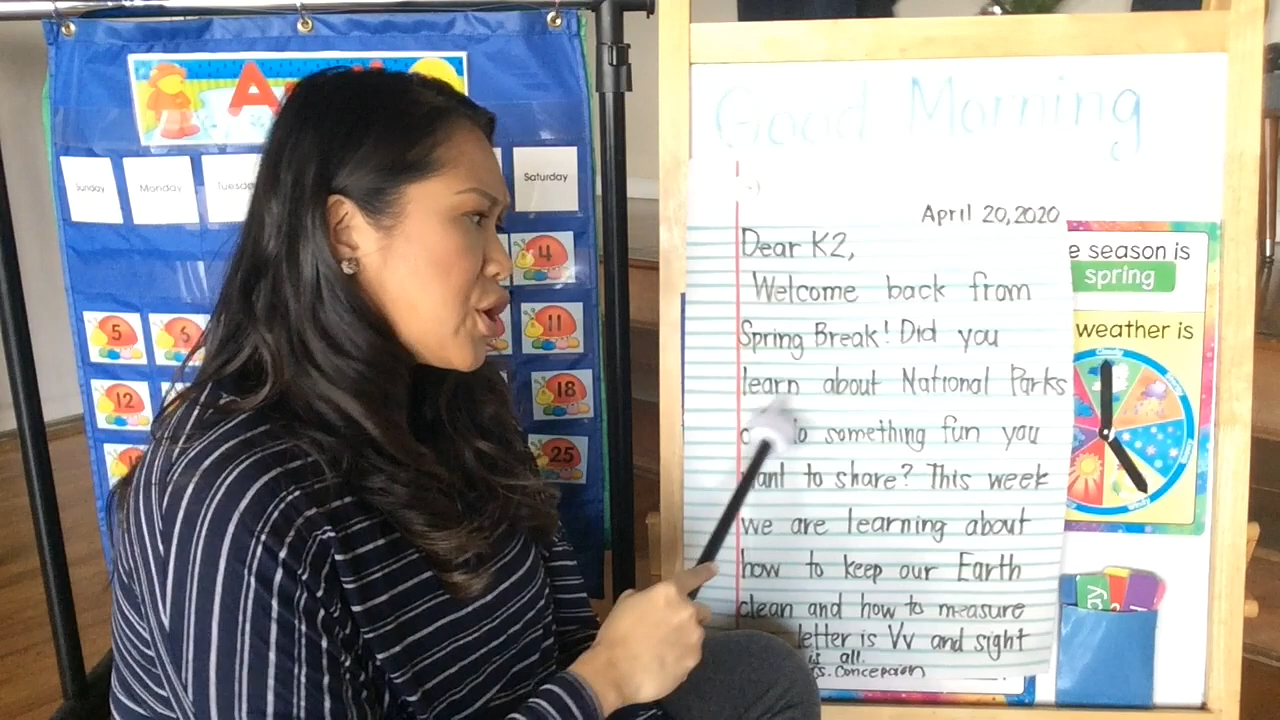 Sunday
Monday
Saturday
4
5
6
11
12
18
25
Good Morning
April 20, 2020
Dear K2,
Welcome back from
Spring Break! Did you
learn about National Parks
something fun you
to share? This week
we are learning about
how to keep our Earth
clean and how to measure
letter is Vv and sight
is all.
season is
spring
weather is